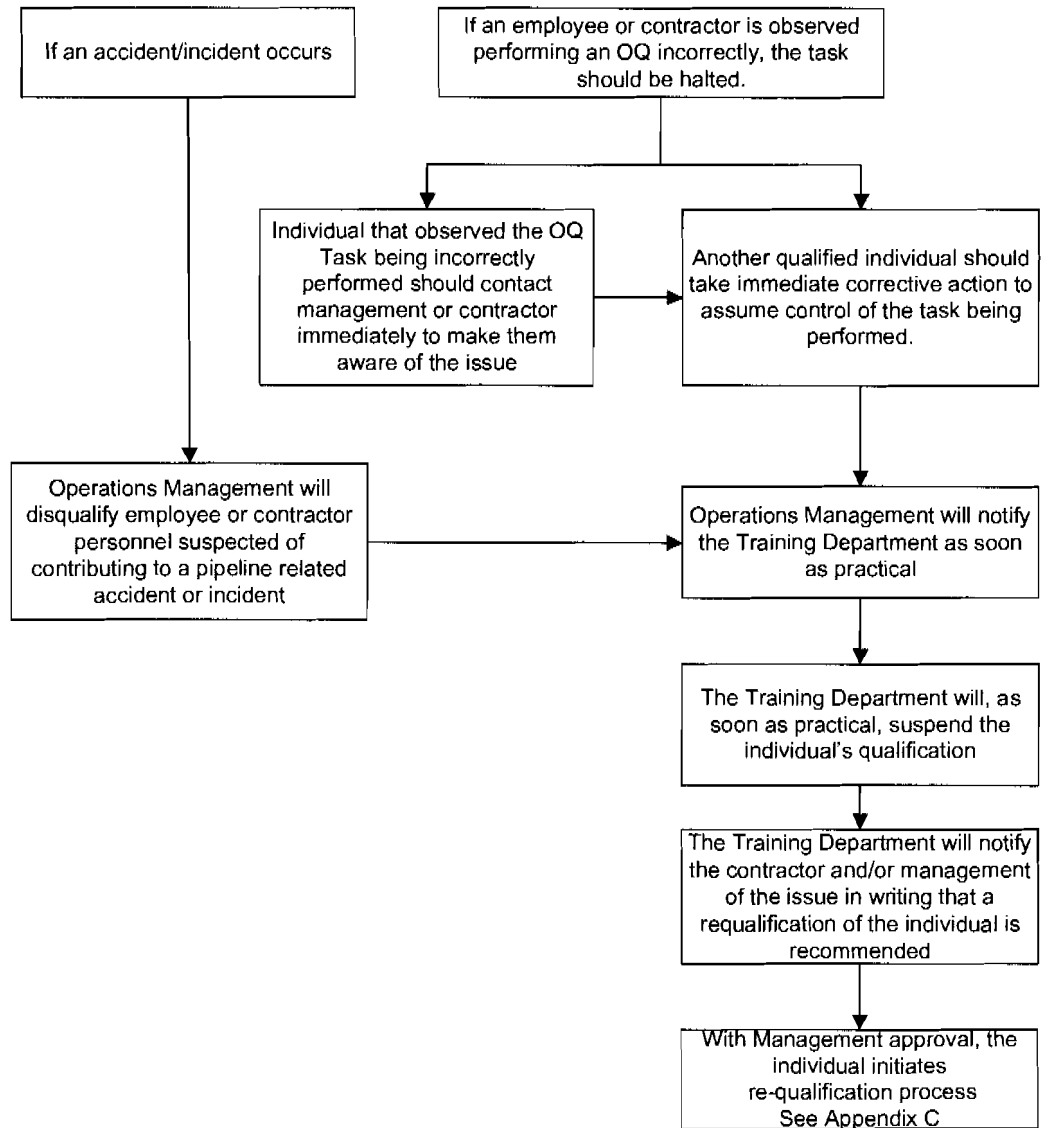 If an accident/incident occurs
If an employee or contractor is observed
performing an OQ incorrectly, the task
should be halted.
Individual that observed the OQ
Task being incorrectly
performed should contact
management or contractor
immediately to make them
aware of the issue
Another qualified individual should
take immediate corrective action to
assume control of the task being
performed.
Operations Management will
disqualify employee or contractor
personnel suspected of
contributing to a pipeline related
accident or incident
Operations Management will notify
the Training Department as soon
as practical
The Training Department will, as
soon as practical, suspend the
individual's qualification
The Training Department will notify
the contractor and/or management
of the issue in writing that a
requalification of the individual is
recommended
With Management approval, the
individual initiates
re-qualification process
See Appendix C